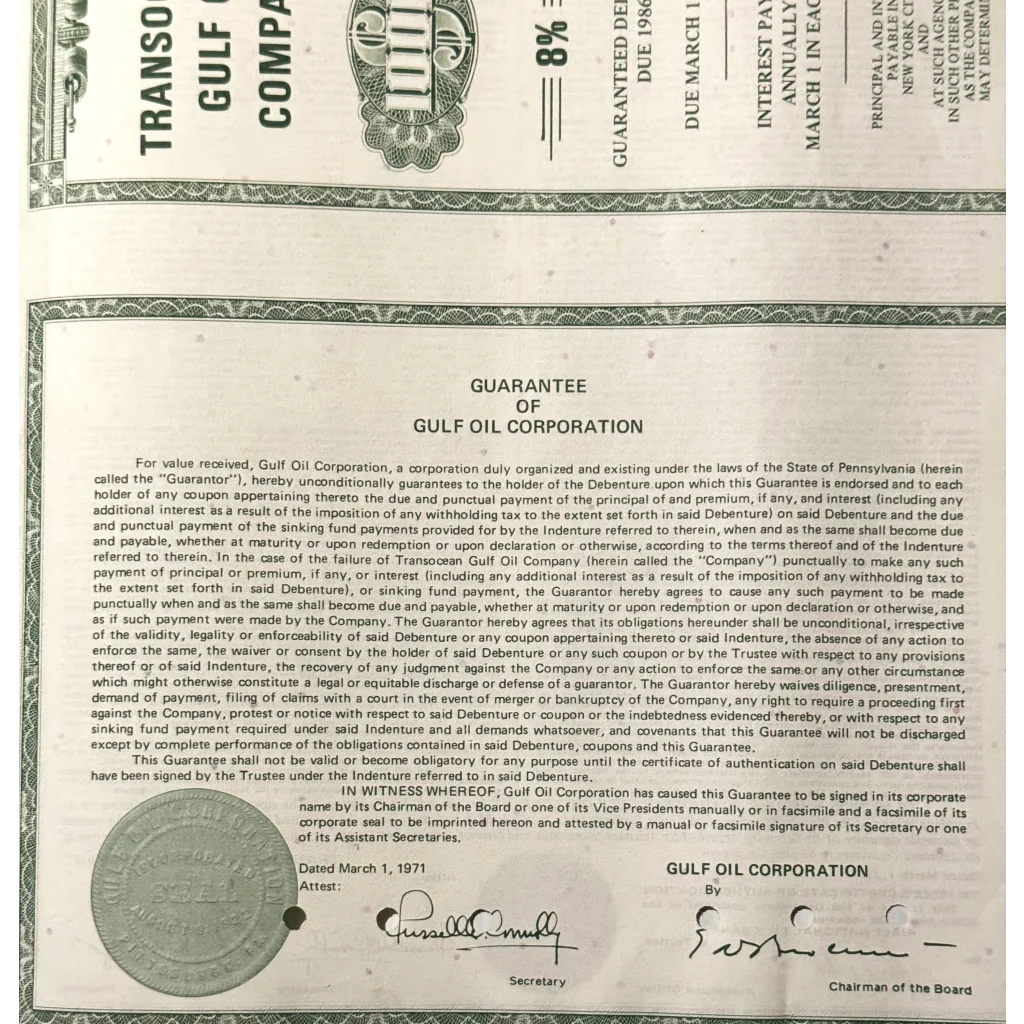 TRANSOC
GULF
COMPA
8%
GUARANTEED DE
DUE 1986
DUE MARCH 1
INTEREST PAY
ANNUALLY
MARCH 1 IN EAC
PRINCIPAL AND IN
PAYABLE IN
NEW YORK CI
AND
AT SUCH AGENC
IN SUCH OTHER P
AS THE COMPA
MAY DETERMI
GUARANTEE
OF
GULF OIL CORPORATION
For value received, Gulf Oil Corporation, a corporation duly organized and existing under the laws of the State of Pennsylvania (herein
called the "Guarantor"), hereby unconditionally guarantees to the holder of the Debenture upon which this Guarantee is endorsed and to each
holder of any coupon appertaining thereto the due and punctual payment of the principal of and premium, if any, and interest (including any
additional interest as a result of the imposition of any withholding tax to the extent set forth in said Debenture) on said Debenture and the due
and punctual payment of the sinking fund payments provided for by the Indenture referred to therein, when and as the same shall become due
and payable, whether at maturity or upon redemption or upon declaration or otherwise, according to the terms thereof and of the Indenture
referred to therein. In the case of the failure of Transocean Gulf Oil Company (herein called the "Company") punctually to make any such
payment of principal or premium, if any, or interest (including any additional interest as a result of the imposition of any withholding tax to
the extent set forth in said Debenture), or sinking fund payment, the Guarantor hereby agrees to cause any such payment to be made
punctually when and as the same shall become due and payable, whether at maturity or upon redemption or upon declaration or otherwise, and
as if such payment were made by the Company. The Guarantor hereby agrees that its obligations hereunder shall be unconditional, irrespective
of the validity, legality or enforceability of said Debenture or any coupon appertaining thereto or said Indenture, the absence of any action to
enforce the same, the waiver or consent by the holder of said Debenture or any such coupon or by the Trustee with respect to any provisions
thereof or of said Indenture, the recovery of any judgment against the Company or any action to enforce the same or any other circumstance
which might otherwise constitute a legal or equitable discharge or defense of a guarantor. The Guarantor hereby waives diligence, presentment,
demand of payment, filing of claims with a court in the event of merger or bankruptcy of the Company, any right to require a proceeding first
against the Company, protest or notice with respect to said Debenture or coupon or the indebtedness evidenced thereby, or with respect to any
sinking fund payment required under said Indenture and all demands whatsoever, and covenants that this Guarantee will not be discharged
except by complete performance of the obligations contained in said Debenture, coupons and this Guarantee.
This Guarantee shall not be valid or become obligatory for any purpose until the certificate of authentication on said Debenture shall
have been signed by the Trustee under the Indenture referred to in said Debenture.
IN WITNESS WHEREOF, Gulf Oil Corporation has caused this Guarantee to be signed in its corporate
name by its Chairman of the Board or one of its Vice Presidents manually or in facsimile and a facsimile of its
corporate seal to be imprinted hereon and attested by a manual or facsimile signature of its Secretary or one
of its Assistant Secretaries.
Dated March 1, 1971
Attest:
GULF OIL CORPORATION
By
Secretary
Chairman of the Board